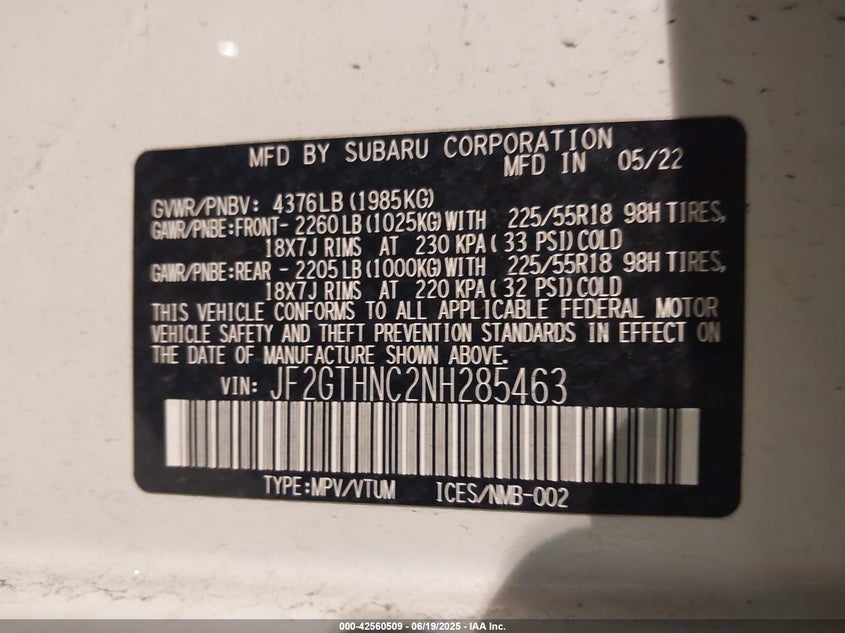 MFD BY SUBARU CORPORATION
MFD IN 05/22
GVWR/PNBV: 4376LB(1985KG)
GAWR/PNBE:FRONT- 2260LB(1025KG)WITH 225/55R18 98H TIRES,
18X7J RIMS AT 230 KPA( 33 PSI)COLD
GAWR/PNBE:REAR - 2205LB(1000KG)WITH 225/55R18 98H TIRES,
18X7J RIMS AT 220 KPA( 32 PSI)COLD
THIS VEHICLE CONFORMS TO ALL APPLICABLE FEDERAL MOTOR
VEHICLE SAFETY AND THEFT PREVENTION STANDARDS IN EFFECT ON
THE DATE OF MANUFACTURE SHOWN ABOVE.
VIN: JF2GTHNC2NH285463
TYPE:MPV/VTUM ICES/NMB-002
000-42560509 - 06/19/2025 - IAA Inc.